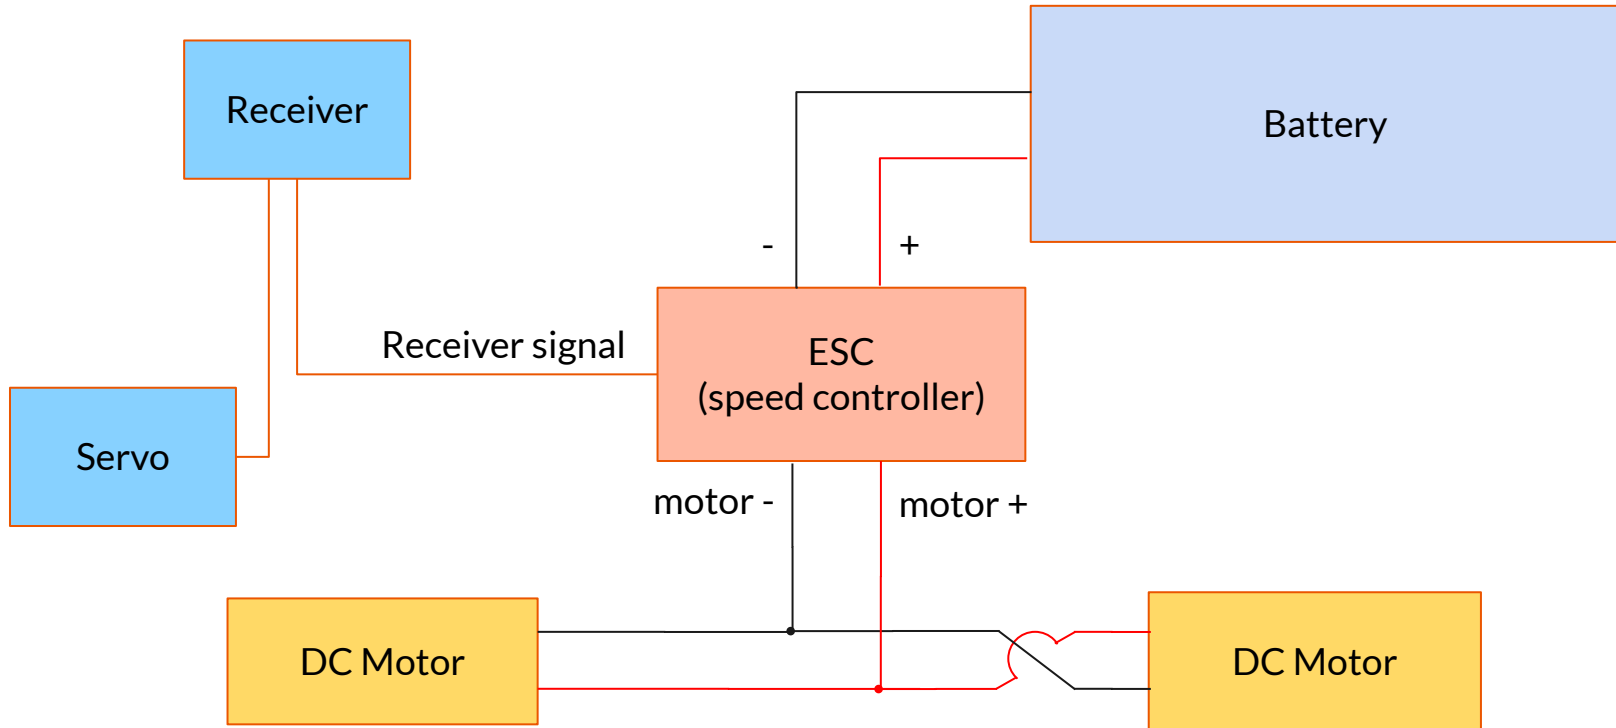 Receiver
Battery
-
+
Receiver signal
ESC
(speed controller)
Servo
motor -
motor +
DC Motor
DC Motor